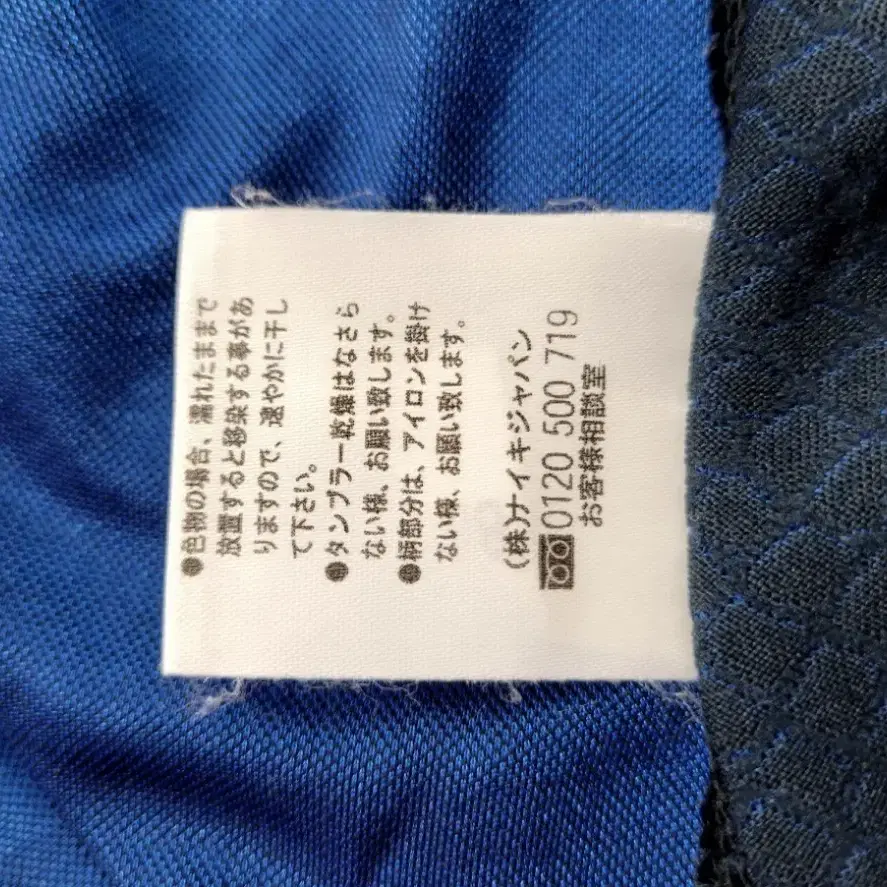 ●色物の場合、濡れたままで
放置すると移染する事があ
りますので、速やかに干し
て下さい。
●タンブラー乾燥はなさら
ない様、お願い致します。
●柄部分は、アイロンを掛け
ない様、お願い致します。
(株)ナイキジャパン
0120 500 719
お客様相談室